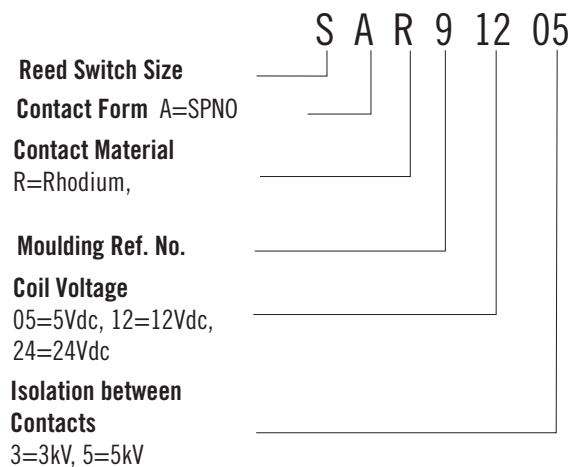 S A R 9 12 05
Reed Switch Size
Contact Form A=SPNO
Contact Material
R=Rhodium,
Moulding Ref. No.
Coil Voltage
05=5Vdc, 12=12Vdc,
24=24Vdc
Isolation between
Contacts
3=3kV, 5=5kV